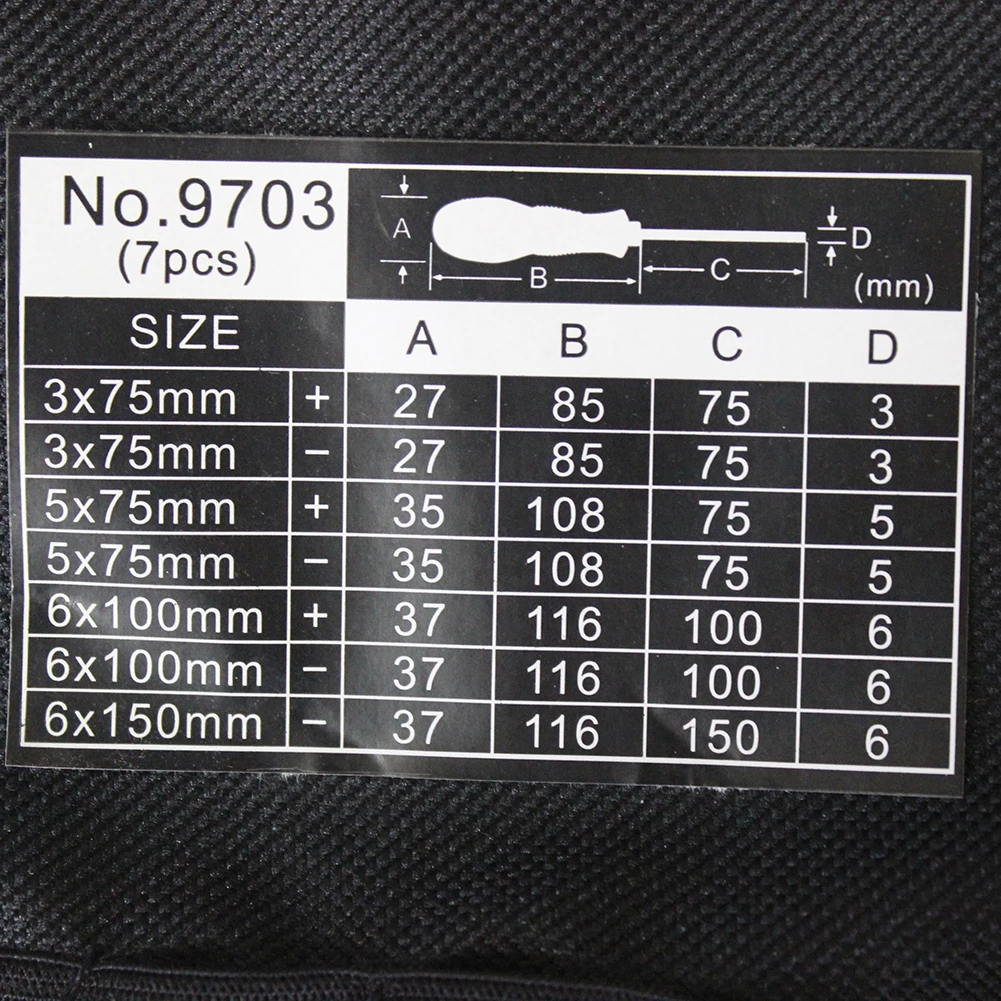 No.9703
(7pcs)
A
B
C
D
(mm)
SIZE A B C D
3x75mm + 27 85 75 3
3x75mm − 27 85 75 3
5x75mm + 35 108 75 5
5x75mm − 35 108 75 5
6x100mm + 37 116 100 6
6x100mm − 37 116 100 6
6x150mm − 37 116 150 6